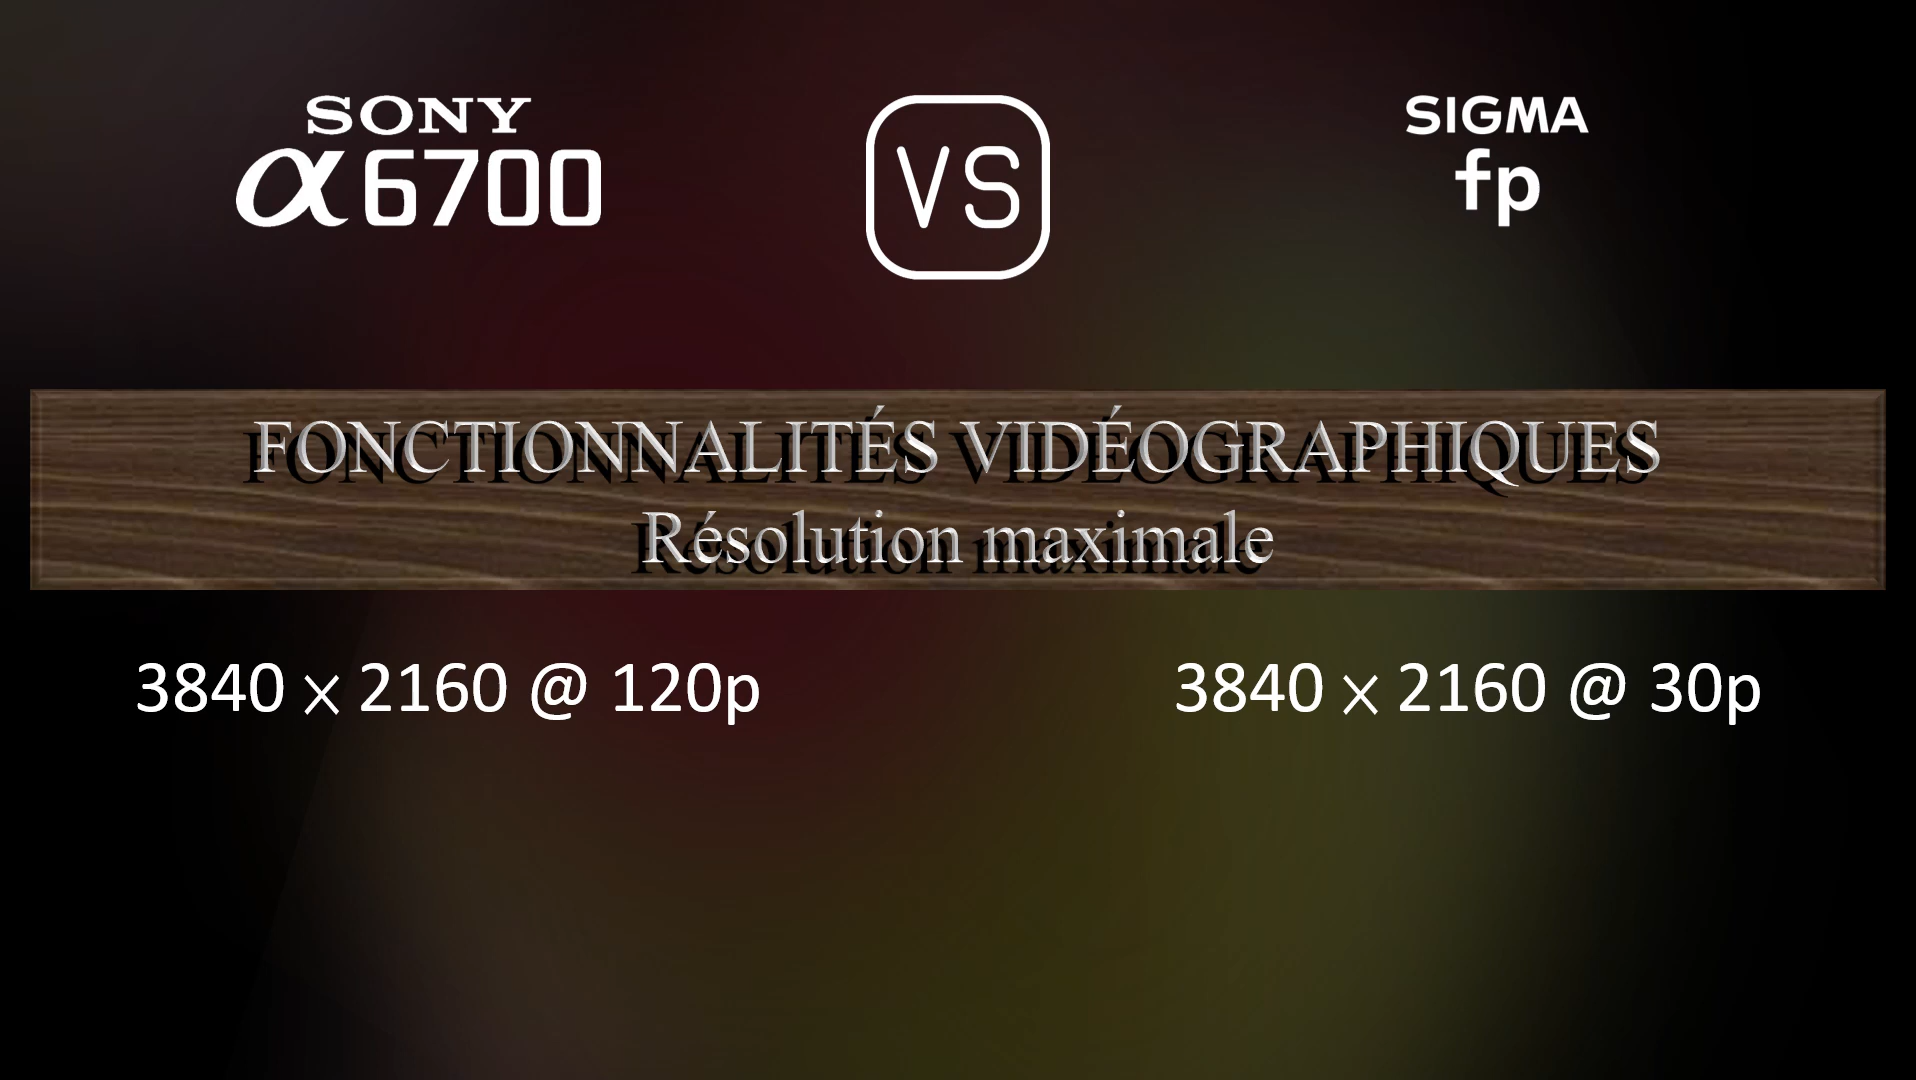 SONY
α6700
VS
SIGMA
fp
FONCTIONNALITÉS VIDÉOGRAPHIQUES
Résolution maximale
3840 x 2160 @ 120p
3840 x 2160 @ 30p